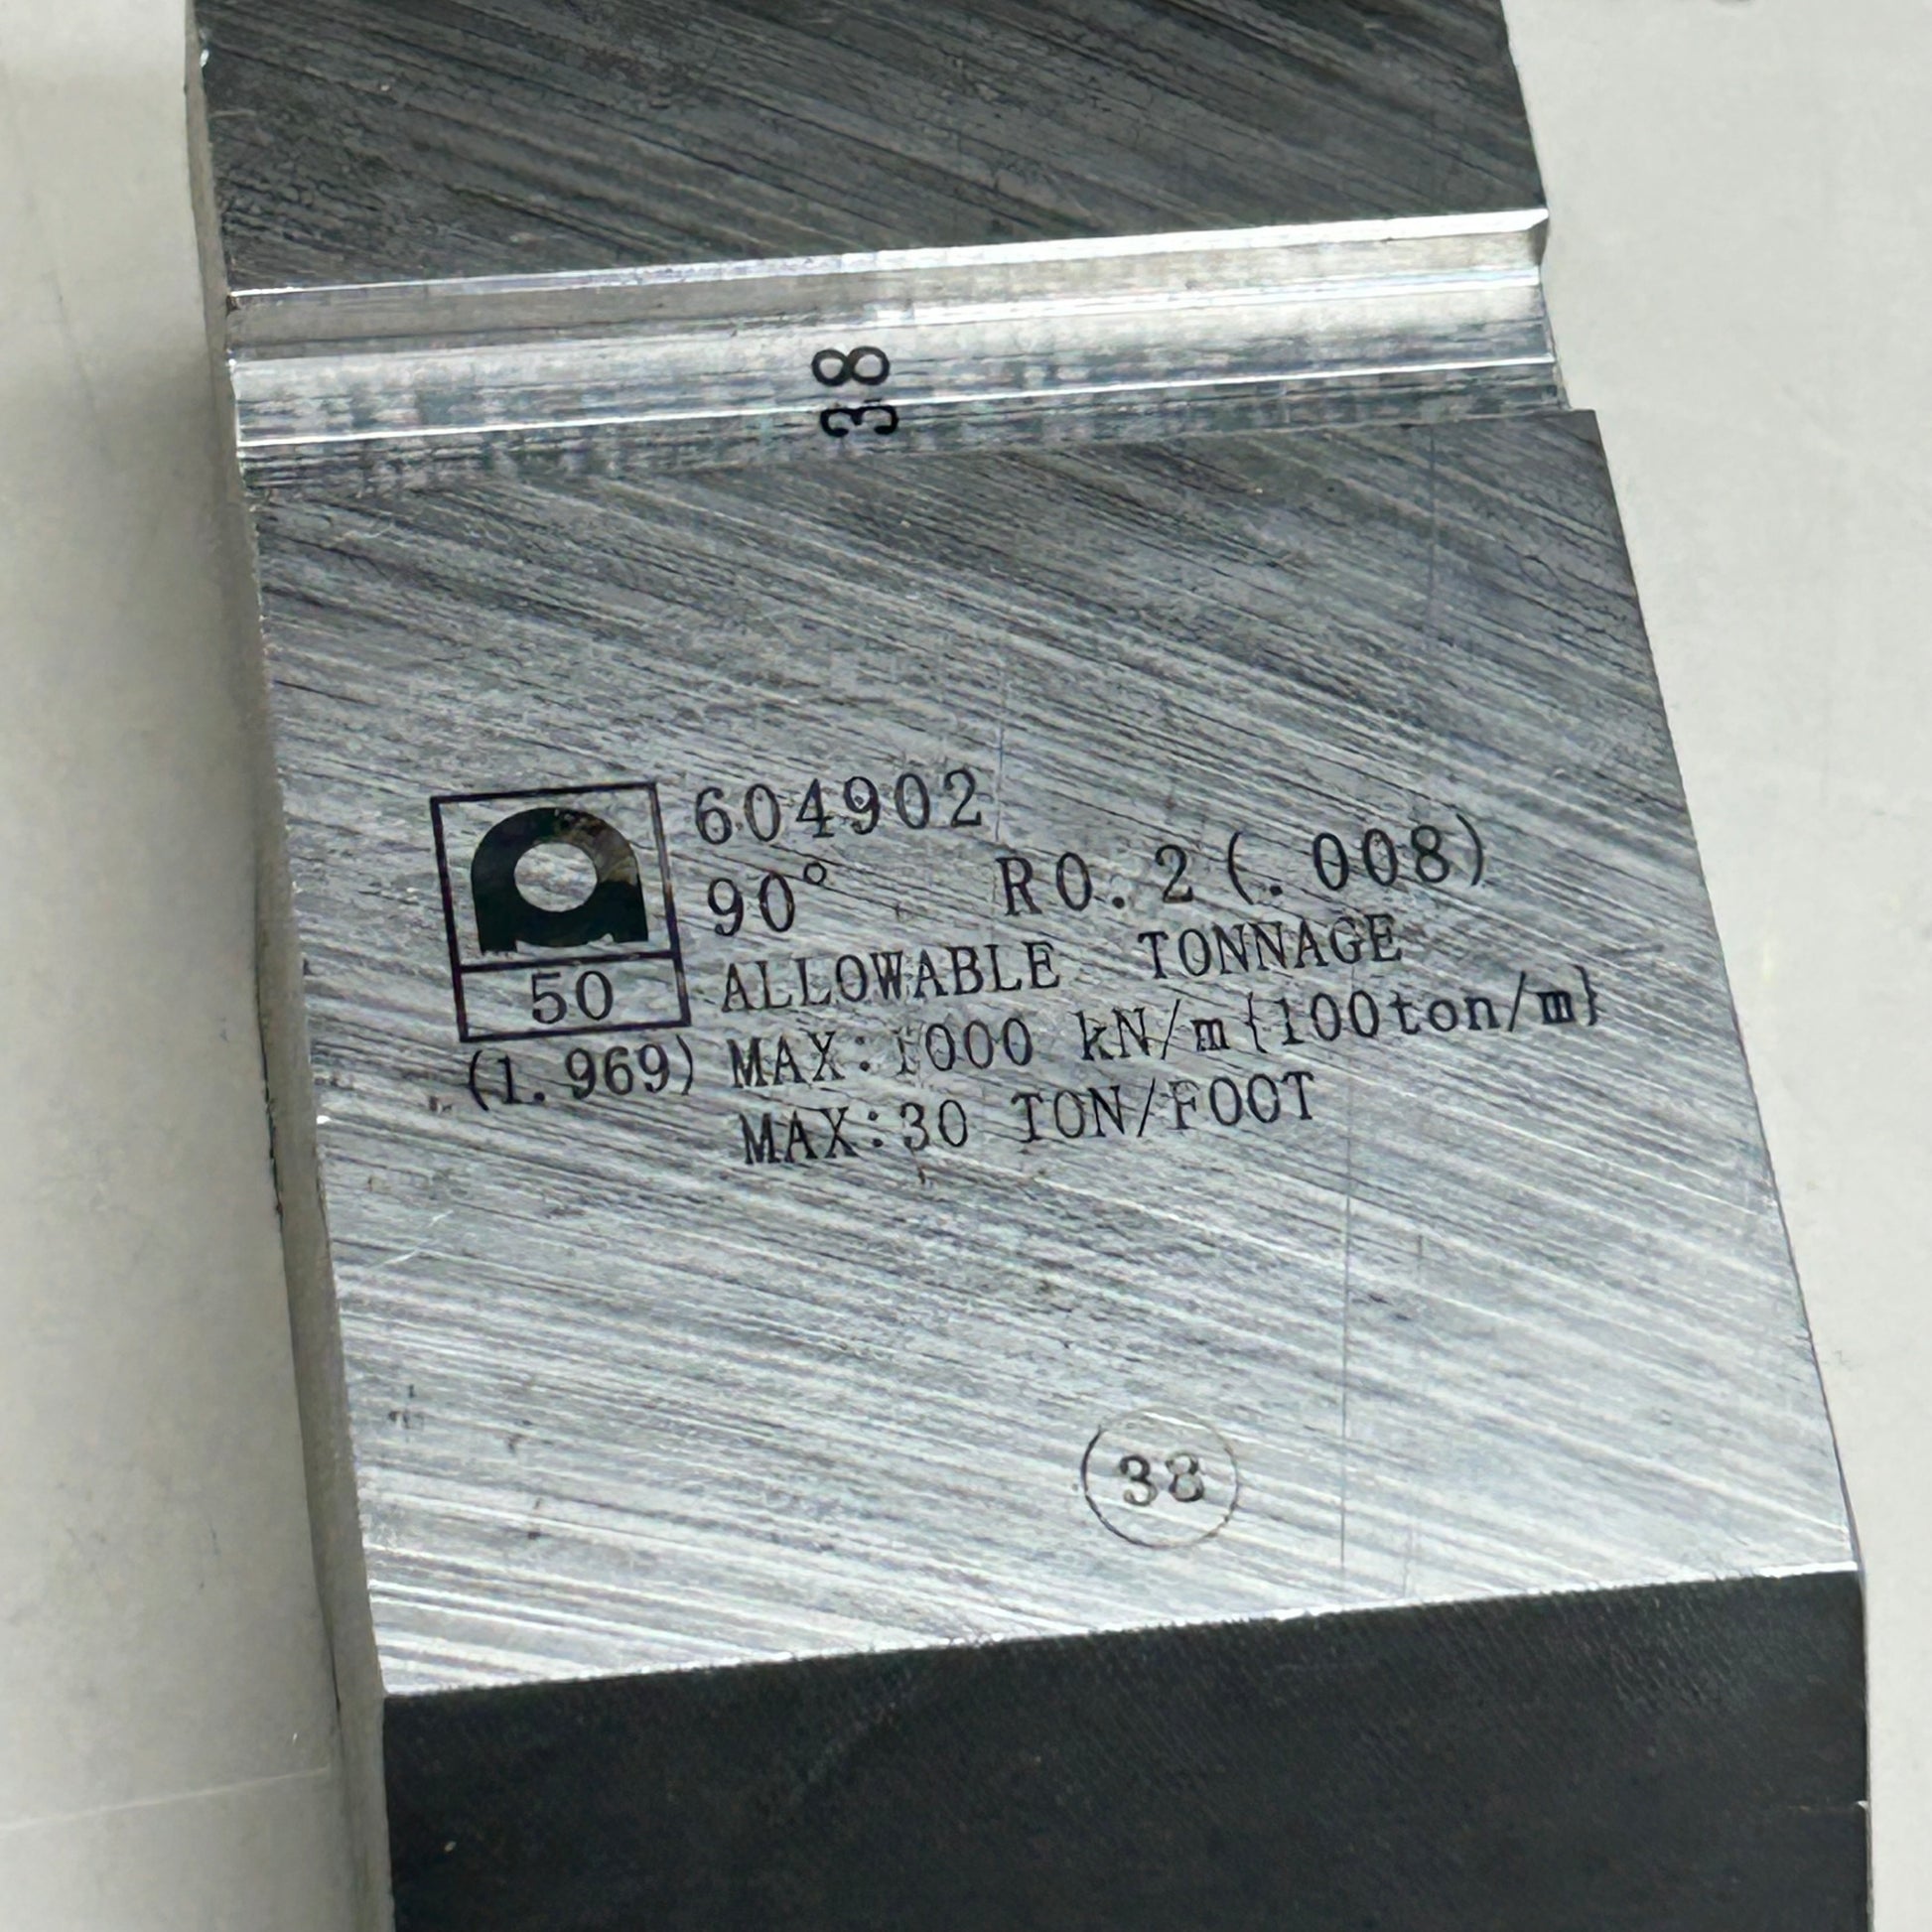 38
604902
90° R0.2(.008)
50 ALLOWABLE TONNAGE
(1.969) MAX:1000 kN/m{100ton/m}
MAX:30 TON/FOOT
38